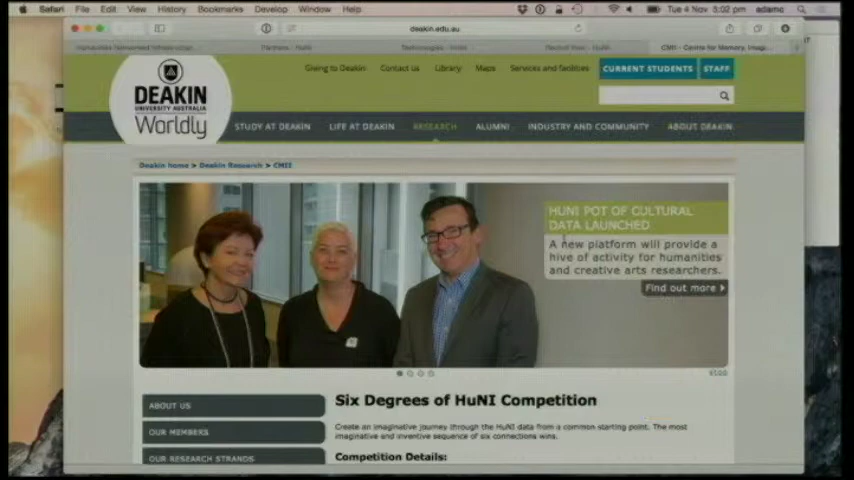 Safari File Edit View History Bookmarks Develop Window Help
Tue 4 Nov 5:02 pm adamc
deakin.edu.au
Giving to Deakin Contact us Library Maps Services and facilities CURRENT STUDENTS STAFF
DEAKIN
UNIVERSITY AUSTRALIA
Worldly
STUDY AT DEAKIN LIFE AT DEAKIN RESEARCH ALUMNI INDUSTRY AND COMMUNITY ABOUT DEAKIN
Deakin home > Deakin Research > CMII
HUNI POT OF CULTURAL
DATA LAUNCHED
A new platform will provide a
hive of activity for humanities
and creative arts researchers.
Find out more
ABOUT US
OUR MEMBERS
OUR RESEARCH STRANDS
Six Degrees of HuNI Competition
Create an imaginative journey through the HuNI data from a common starting point. The most
imaginative and inventive sequence of six connections wins.
Competition Details: